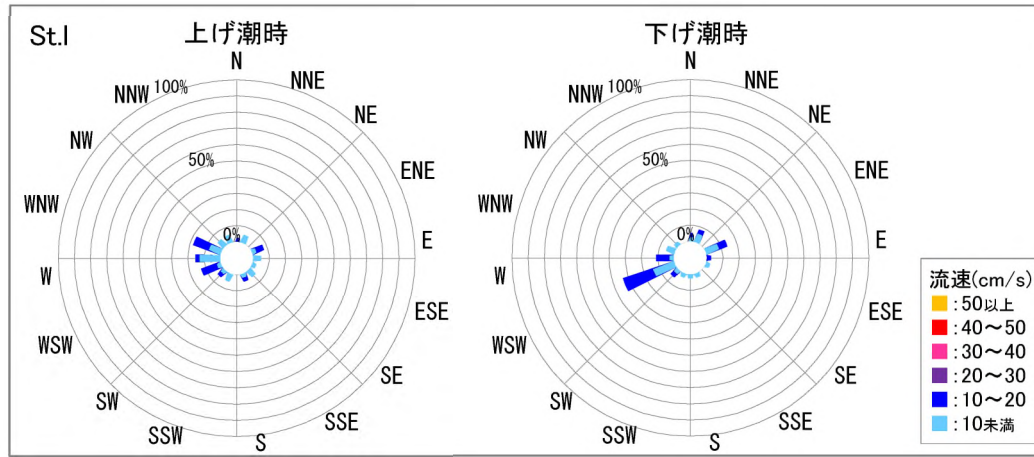 St.I
上げ潮時
N
NNE
NE
ENE
E
ESE
SE
SSE
S
SSW
SW
WSW
W
WNW
NW
NNW
100%
50%
0%
下げ潮時
N
NNE
NE
ENE
E
ESE
SE
SSE
S
SSW
SW
WSW
W
WNW
NW
NNW
100%
50%
0%
流速(cm/s)
:50以上
:40～50
:30～40
:20～30
:10～20
:10未満